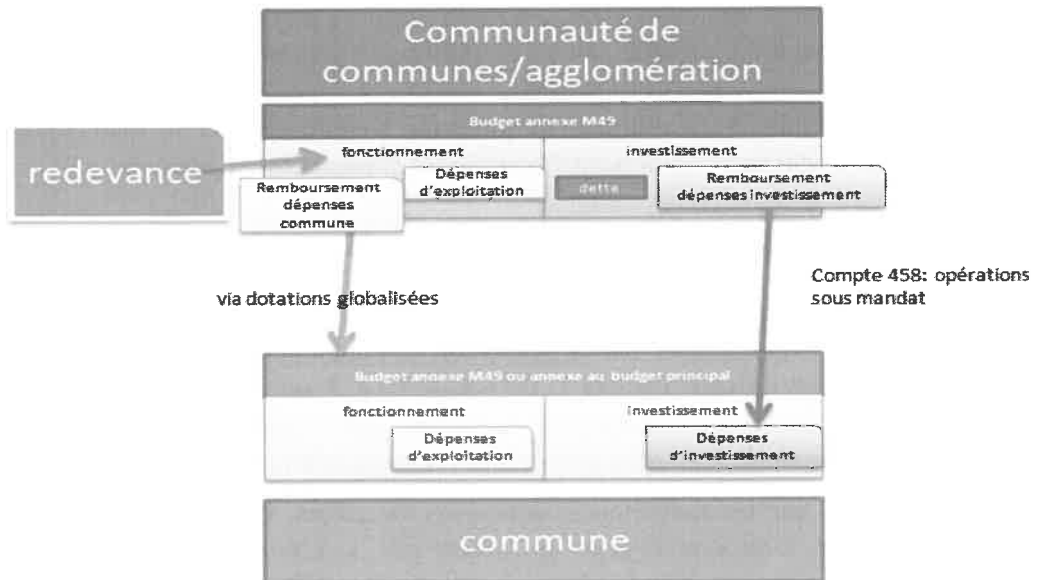 Communauté de
communes/agglomération
Budget annexe M49
redevance
fonctionnement
investissement
Remboursement
dépenses
commune
Dépenses
d'exploitation
dette
Remboursement
dépenses investissement
via dotations globalisées
Compte 458: opérations
sous mandat
Budget annexe M49 ou annexe au budget principal
fonctionnement
investissement
Dépenses
d'exploitation
Dépenses
d'investissement
commune